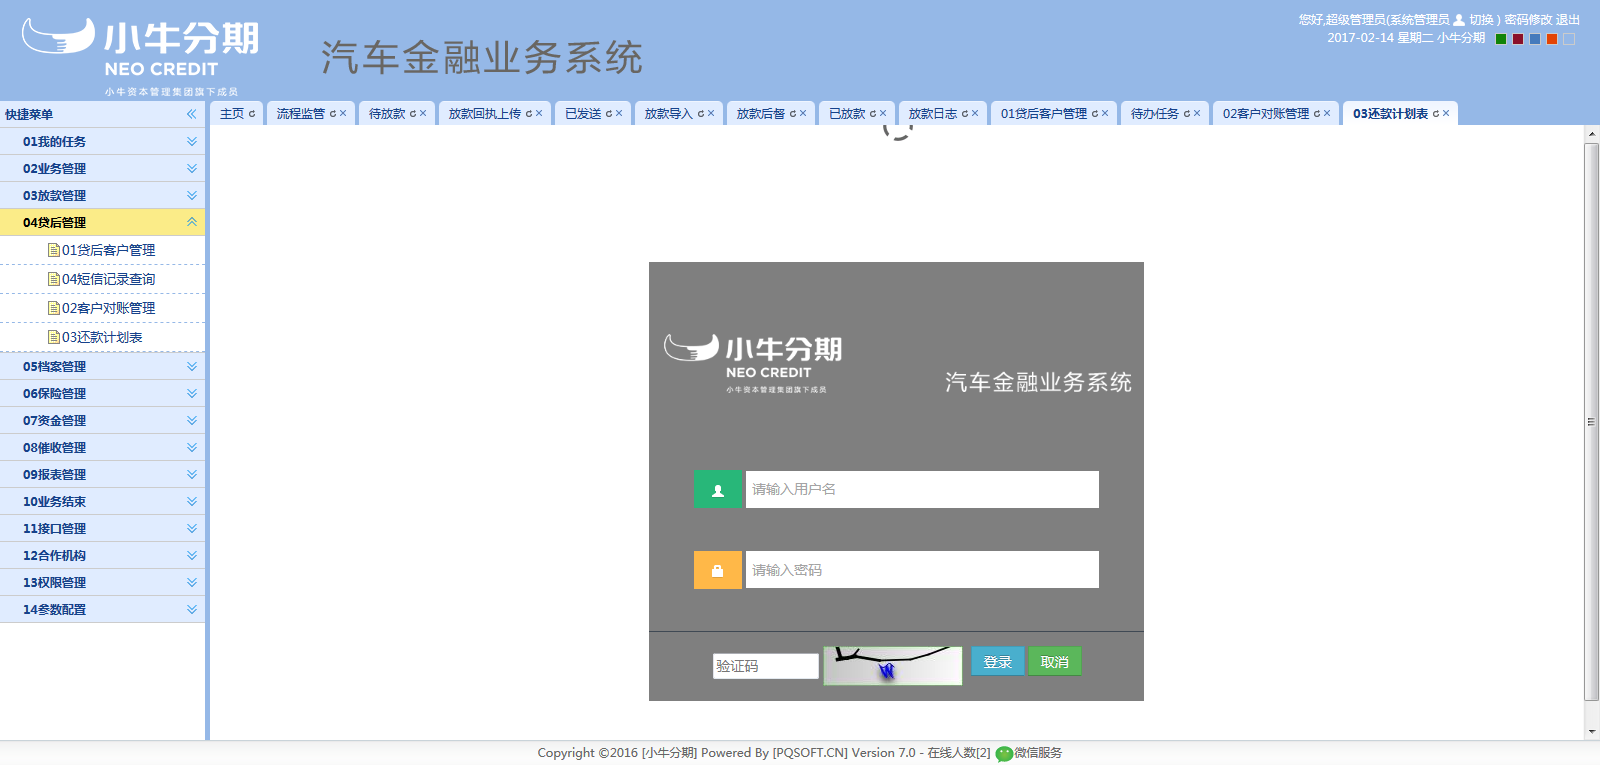 小牛分期
NEO CREDIT
小牛资本管理集团旗下成员
汽车金融业务系统
您好,超级管理员(系统管理员 切换 ) 密码修改 退出
2017-02-14 星期二 小牛分期
快捷菜单
主页 流程监管 待放款 放款回执上传 已发送 放款导入 放款后督 已放款 放款日志 01贷后客户管理 待办任务 02客户对账管理 03还款计划表
01我的任务
02业务管理
03放款管理
04贷后管理
01贷后客户管理
04短信记录查询
02客户对账管理
03还款计划表
05档案管理
06保险管理
07资金管理
08催收管理
09报表管理
10业务结束
11接口管理
12合作机构
13权限管理
14参数配置
小牛分期
NEO CREDIT
小牛资本管理集团旗下成员
汽车金融业务系统
请输入用户名
请输入密码
验证码 W 登录 取消
Copyright ©2016 [小牛分期] Powered By [PQSOFT.CN] Version 7.0 - 在线人数[2] 微信服务